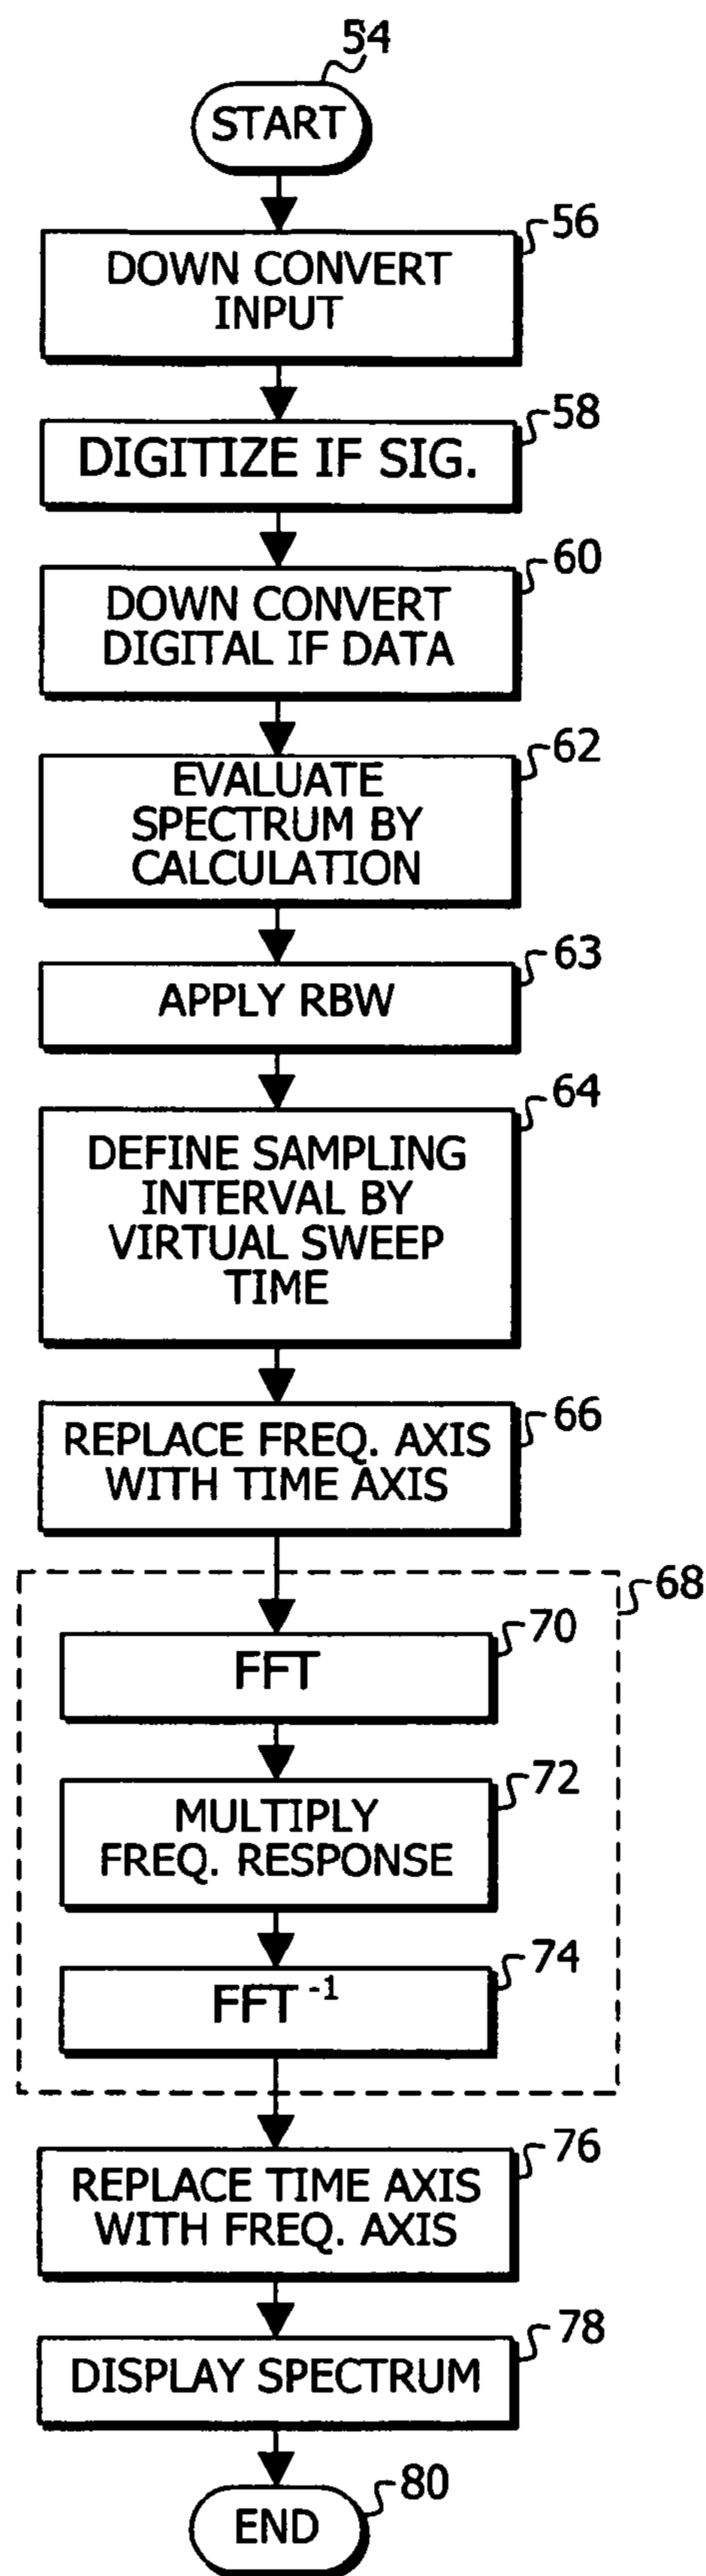 54
START
56
DOWN CONVERT
INPUT
58
DIGITIZE IF SIG.
60
DOWN CONVERT
DIGITAL IF DATA
62
EVALUATE
SPECTRUM BY
CALCULATION
63
APPLY RBW
64
DEFINE SAMPLING
INTERVAL BY
VIRTUAL SWEEP
TIME
66
REPLACE FREQ. AXIS
WITH TIME AXIS
68
70
FFT
72
MULTIPLY
FREQ. RESPONSE
74
FFT -1
76
REPLACE TIME AXIS
WITH FREQ. AXIS
78
DISPLAY SPECTRUM
80
END